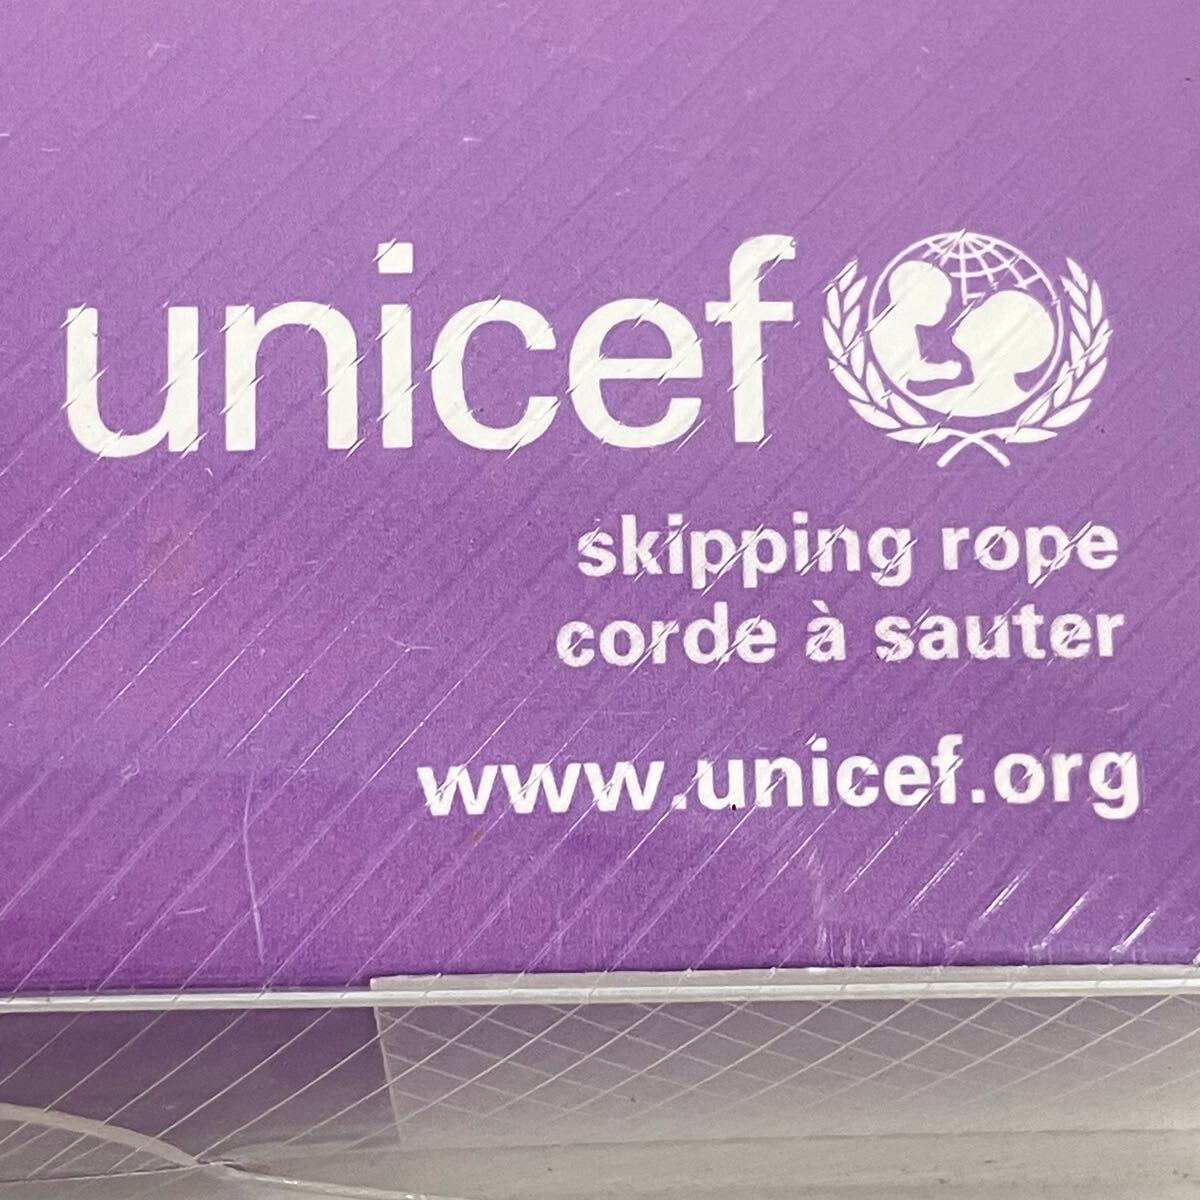 unicef
skipping rope
corde à sauter
www.unicef.org